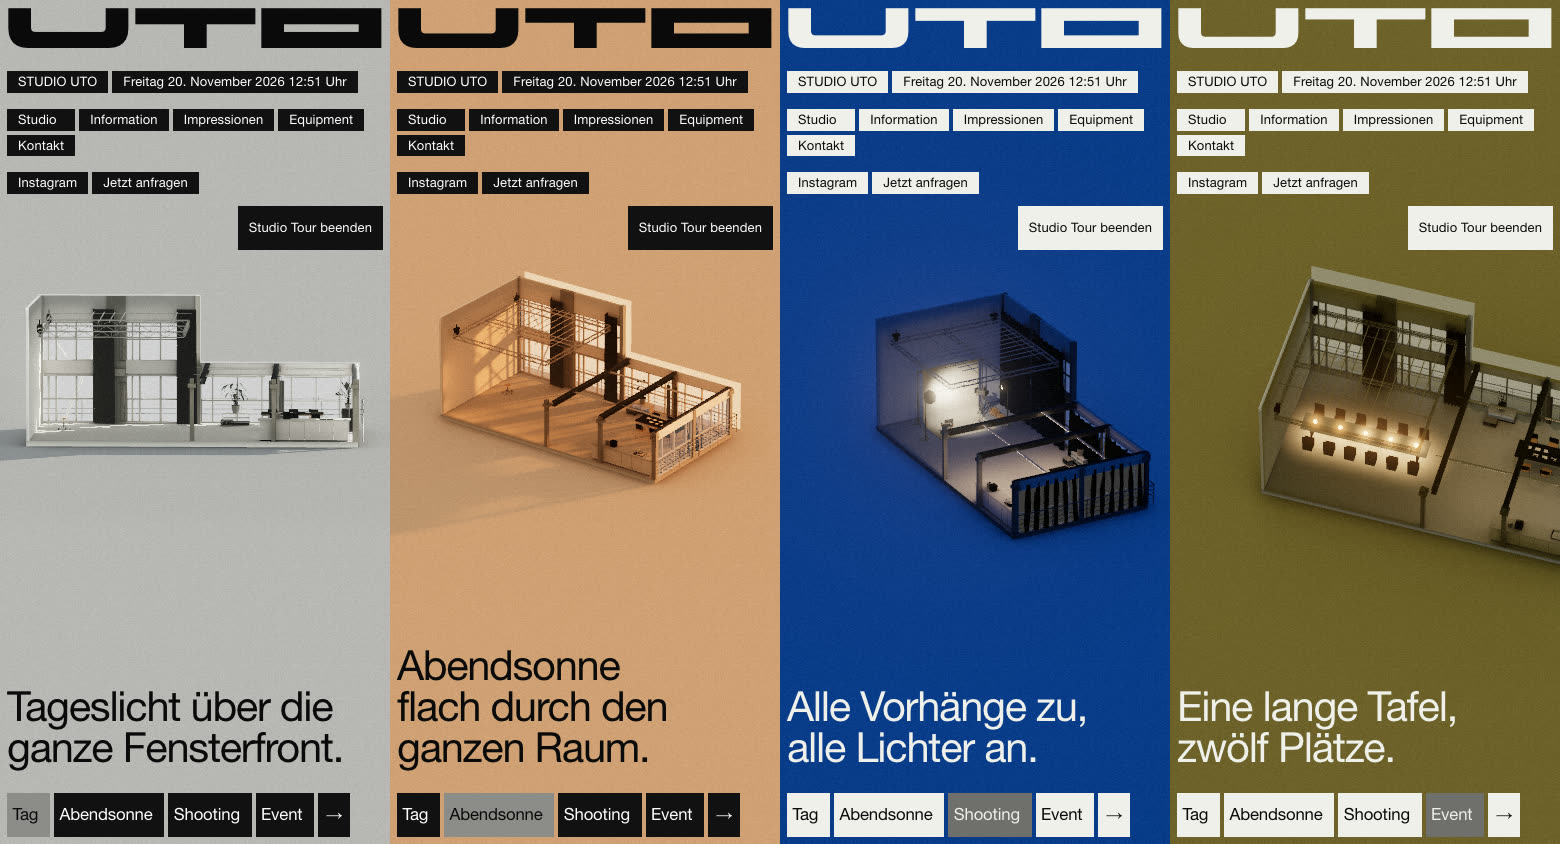 UTO
STUDIO UTO Freitag 20. November 2026 12:51 Uhr
Studio Information Impressionen Equipment
Kontakt
Instagram Jetzt anfragen
Studio Tour beenden
Tageslicht über die
ganze Fensterfront.
Tag Abendsonne Shooting Event →
UTO
STUDIO UTO Freitag 20. November 2026 12:51 Uhr
Studio Information Impressionen Equipment
Kontakt
Instagram Jetzt anfragen
Studio Tour beenden
Abendsonne
flach durch den
ganzen Raum.
Tag Abendsonne Shooting Event →
UTO
STUDIO UTO Freitag 20. November 2026 12:51 Uhr
Studio Information Impressionen Equipment
Kontakt
Instagram Jetzt anfragen
Studio Tour beenden
Alle Vorhänge zu,
alle Lichter an.
Tag Abendsonne Shooting Event →
UTO
STUDIO UTO Freitag 20. November 2026 12:51 Uhr
Studio Information Impressionen Equipment
Kontakt
Instagram Jetzt anfragen
Studio Tour beenden
Eine lange Tafel,
zwölf Plätze.
Tag Abendsonne Shooting Event →